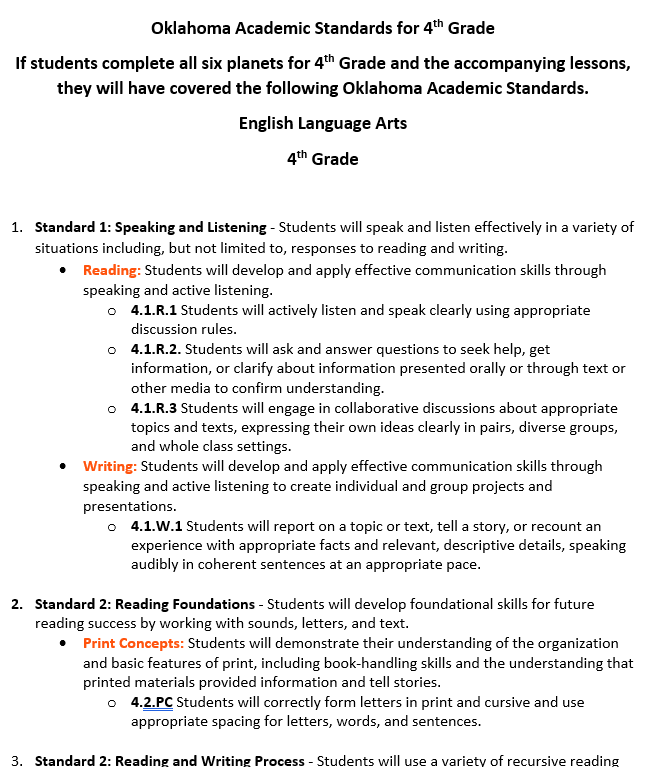 Oklahoma Academic Standards for 4th Grade
If students complete all six planets for 4th Grade and the accompanying lessons,
they will have covered the following Oklahoma Academic Standards.
English Language Arts
4th Grade
1. Standard 1: Speaking and Listening - Students will speak and listen effectively in a variety of
situations including, but not limited to, responses to reading and writing.
• Reading: Students will develop and apply effective communication skills through
speaking and active listening.
o 4.1.R.1 Students will actively listen and speak clearly using appropriate
discussion rules.
o 4.1.R.2. Students will ask and answer questions to seek help, get
information, or clarify about information presented orally or through text or
other media to confirm understanding.
o 4.1.R.3 Students will engage in collaborative discussions about appropriate
topics and texts, expressing their own ideas clearly in pairs, diverse groups,
and whole class settings.
• Writing: Students will develop and apply effective communication skills through
speaking and active listening to create individual and group projects and
presentations.
o 4.1.W.1 Students will report on a topic or text, tell a story, or recount an
experience with appropriate facts and relevant, descriptive details, speaking
audibly in coherent sentences at an appropriate pace.
2. Standard 2: Reading Foundations - Students will develop foundational skills for future
reading success by working with sounds, letters, and text.
• Print Concepts: Students will demonstrate their understanding of the organization
and basic features of print, including book-handling skills and the understanding that
printed materials provided information and tell stories.
o 4.2.PC Students will correctly form letters in print and cursive and use
appropriate spacing for letters, words, and sentences.
3. Standard 2: Reading and Writing Process - Students will use a variety of recursive reading